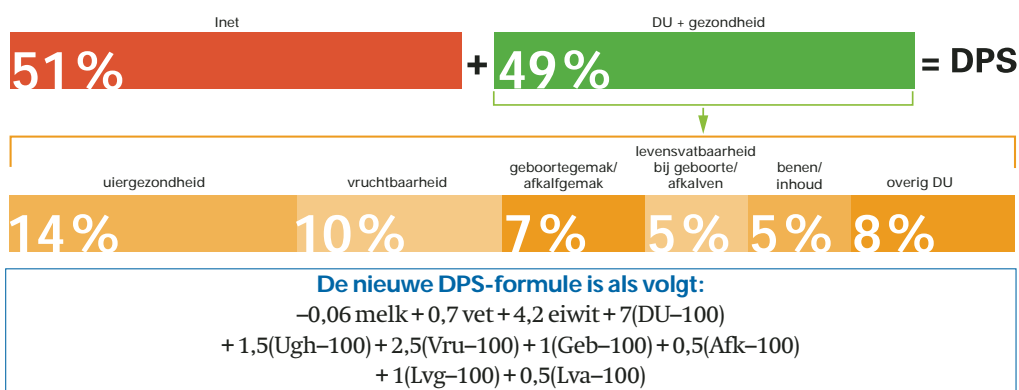 Inet
DU + gezondheid
51%
+
49%
= DPS
uiergezondheid
vruchtbaarheid
geboortegemak/
afkalfgemak
levensvatbaarheid
bij geboorte/
afkalven
benen/
inhoud
overig DU
14%
10%
7%
5%
5%
8%
De nieuwe DPS-formule is als volgt:
–0,06 melk + 0,7 vet + 4,2 eiwit + 7(DU–100)
+ 1,5(Ugh–100) + 2,5(Vru–100) + 1(Geb–100) + 0,5(Afk–100)
+ 1(Lvg–100) + 0,5(Lva–100)